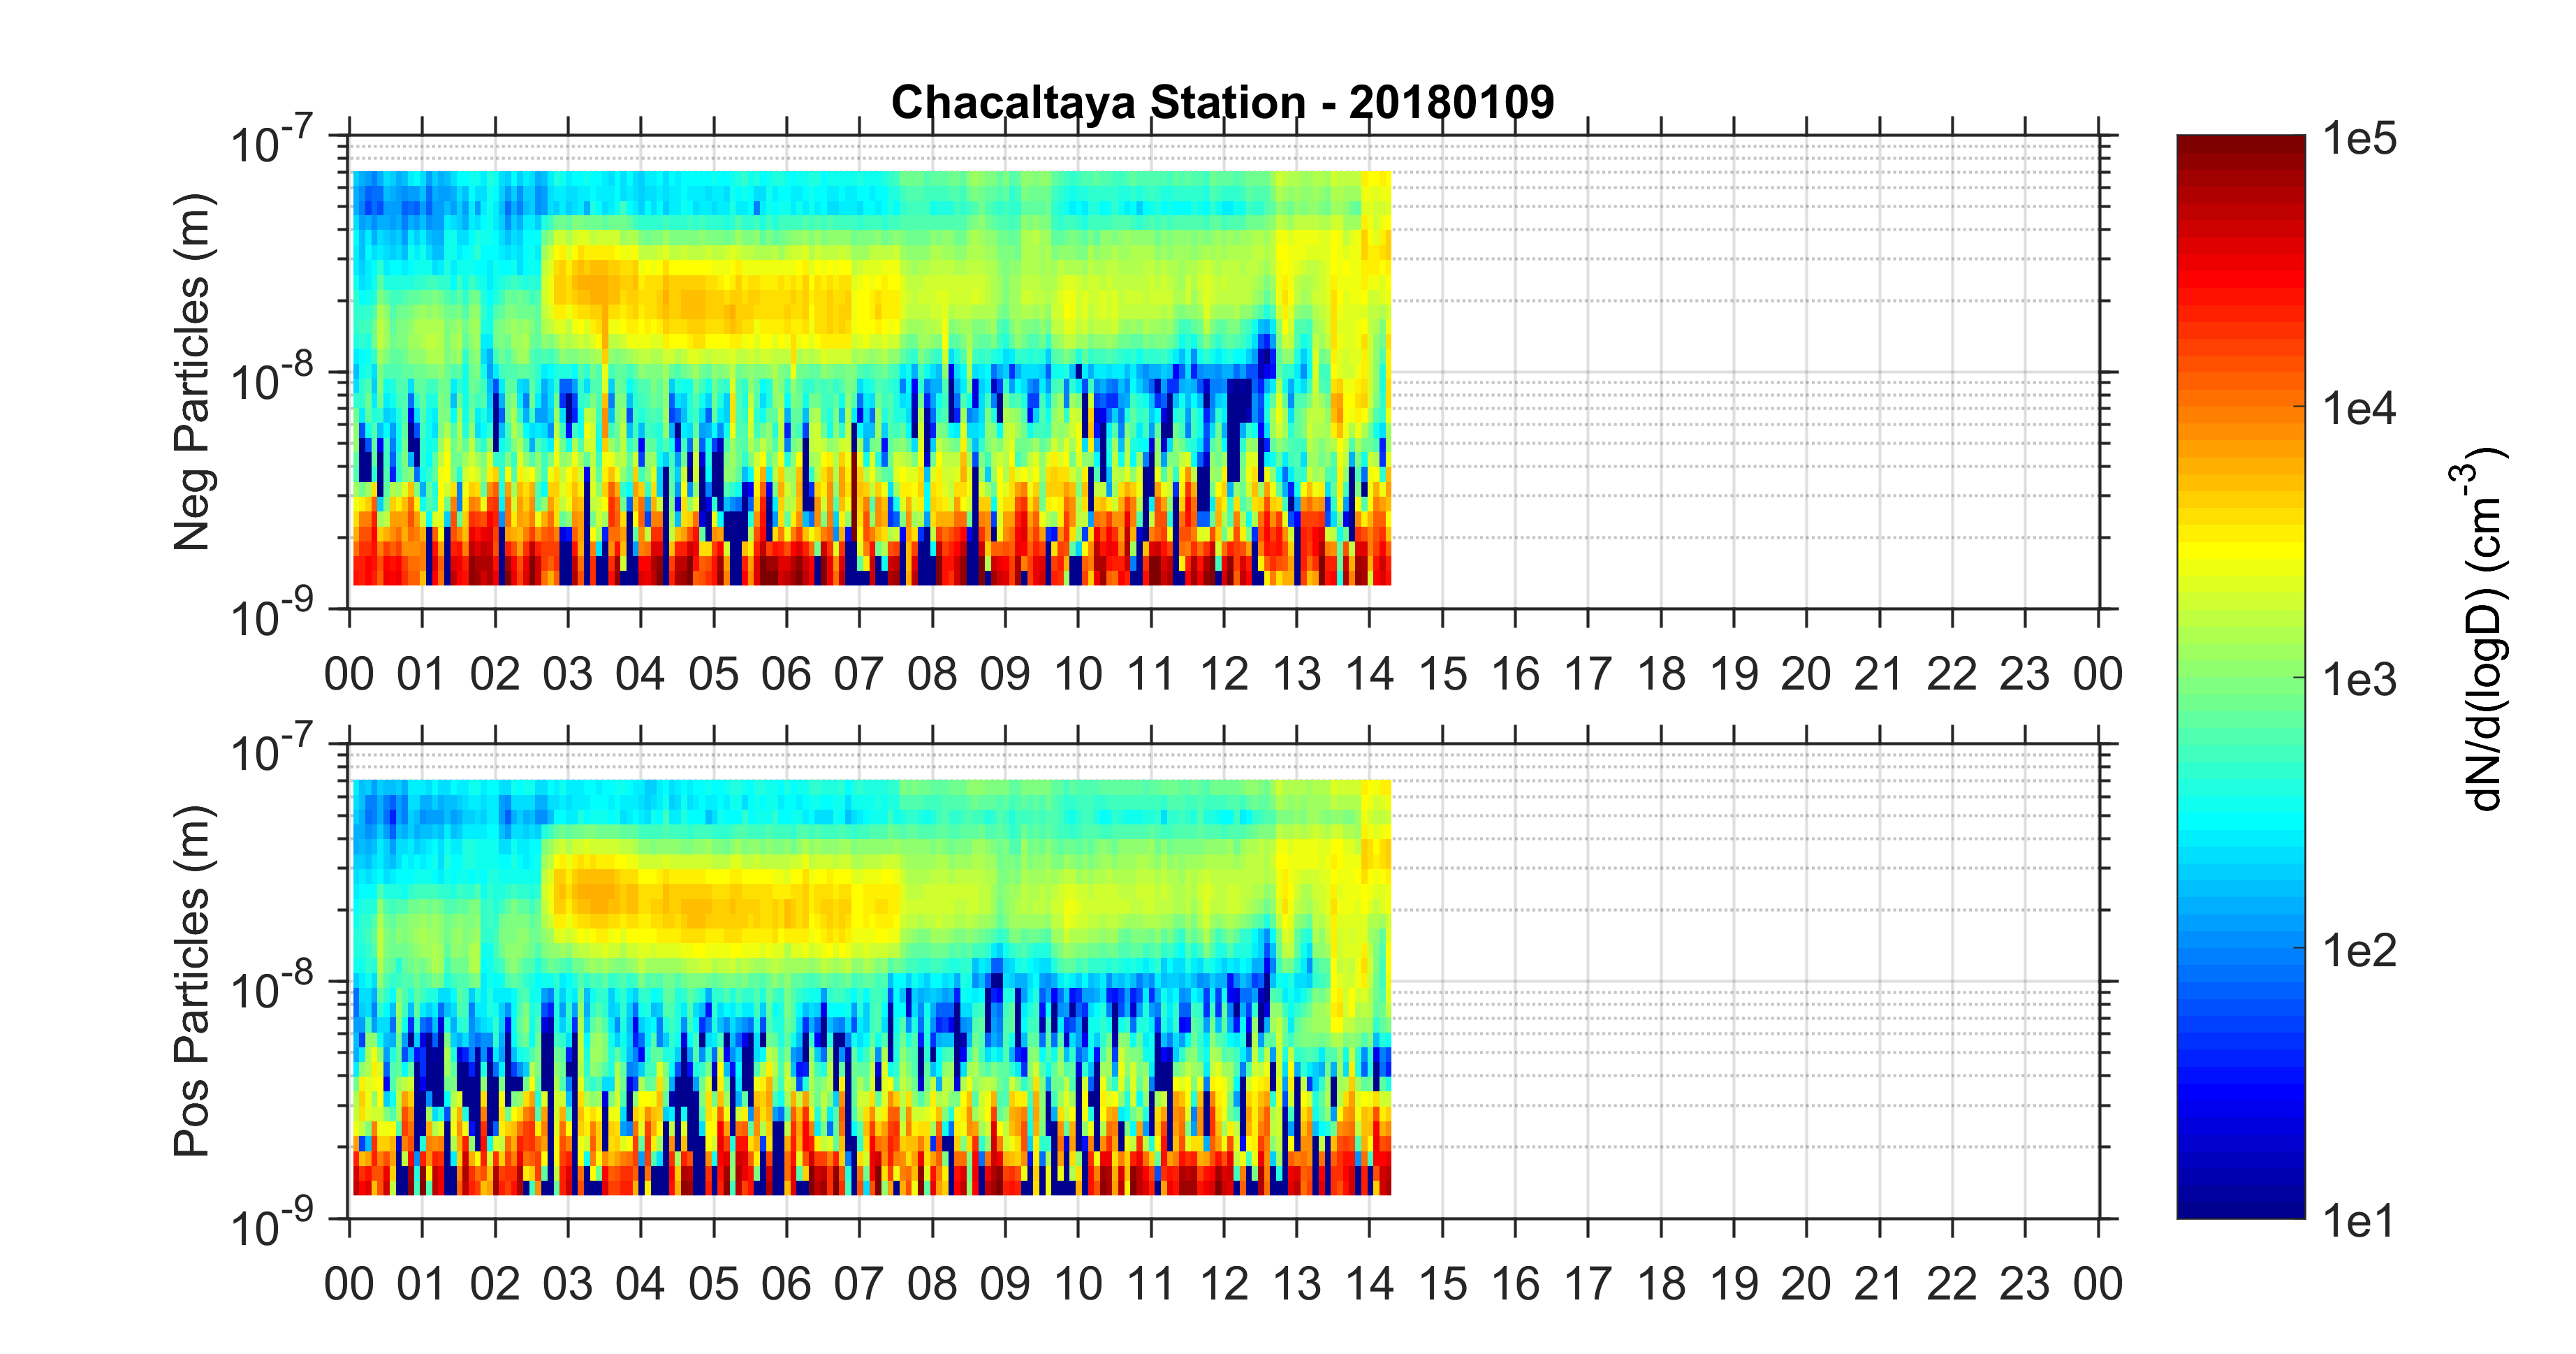 Chacaltaya Station - 20180109
10-7
10-8
10-9
Neg Particles (m)
00 01 02 03 04 05 06 07 08 09 10 11 12 13 14 15 16 17 18 19 20 21 22 23 00
10-7
10-8
10-9
Pos Particles (m)
00 01 02 03 04 05 06 07 08 09 10 11 12 13 14 15 16 17 18 19 20 21 22 23 00
1e5
1e4
1e3
1e2
1e1
dN/d(logD) (cm-3)